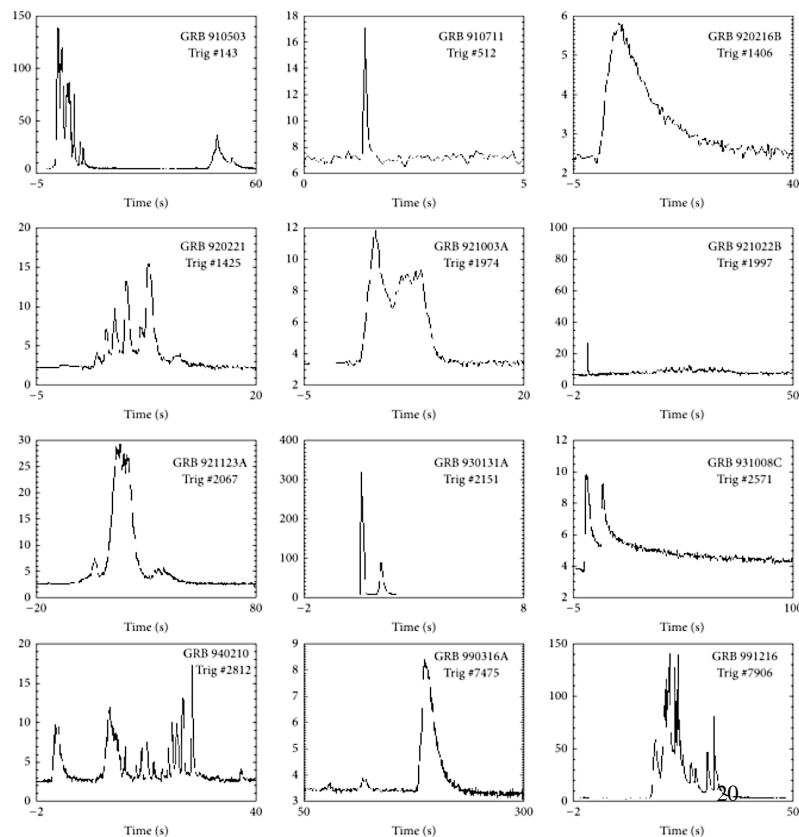 GRB 910503
Trig #143
150
100
50
0
−5
60
Time (s)
GRB 910711
Trig #512
18
16
14
12
10
8
6
0
5
Time (s)
GRB 920216B
Trig #1406
6
5
4
3
2
−5
40
Time (s)
GRB 920221
Trig #1425
20
15
10
5
0
−5
20
Time (s)
GRB 921003A
Trig #1974
12
10
8
6
4
2
−5
20
Time (s)
GRB 921022B
Trig #1997
100
80
60
40
20
0
−2
50
Time (s)
GRB 921123A
Trig #2067
30
25
20
15
10
5
0
−20
80
Time (s)
GRB 930131A
Trig #2151
400
300
200
100
0
−2
8
Time (s)
GRB 931008C
Trig #2571
12
10
8
6
4
2
−5
100
Time (s)
GRB 940210
Trig #2812
20
15
10
5
0
−2
40
Time (s)
GRB 990316A
Trig #7475
9
8
7
6
5
4
3
50
300
Time (s)
GRB 991216
Trig #7906
150
100
50
0
−2
50
20
Time (s)